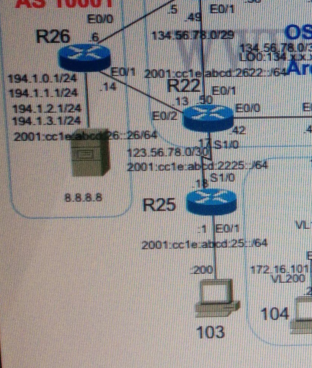 AS 10001
.5
E0/1
E0/0
.49
R26
.6
134.56.78.0/29
OS
134.56.78.0/3
194.1.0.1/24
194.1.1.1/24
194.1.2.1/24
194.1.3.1/24
E0/1
.14
2001:cc1e:abcd:2622::/64
R22
.13
.50
E0/1
E0/2
E0/0
.42
2001:cc1e:abcd:26::26/64
S1/0
123.56.78.0/30
2001:cc1e:abcd:2225::/64
S1/0
8.8.8.8
R25
.1
E0/1
2001:cc1e:abcd:25::/64
.200
172.16.101
VL200
103
104